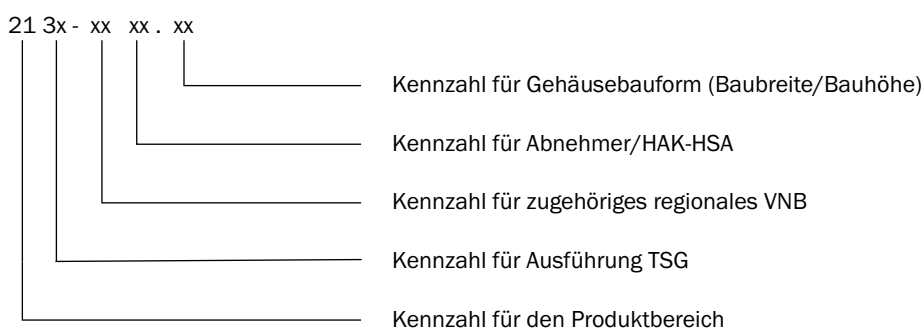 21 3x - xx xx . xx
Kennzahl für Gehäusebauform (Baubreite/Bauhöhe)
Kennzahl für Abnehmer/HAK-HSA
Kennzahl für zugehöriges regionales VNB
Kennzahl für Ausführung TSG
Kennzahl für den Produktbereich